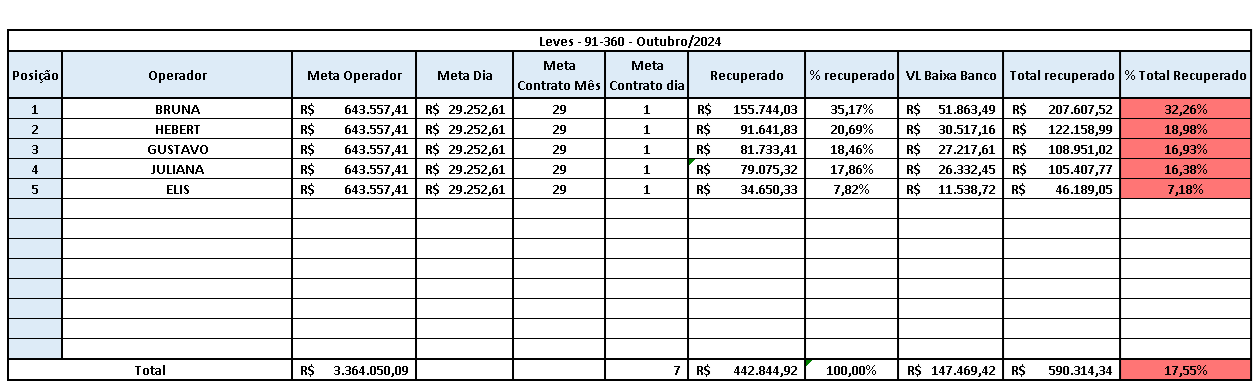 Leves - 91-360 - Outubro/2024
Posição Operador Meta Operador Meta Dia Meta Contrato Mês Meta Contrato dia Recuperado % recuperado VL Baixa Banco Total recuperado % Total Recuperado
1 BRUNA R$ 643.557,41 R$ 29.252,61 29 1 R$ 155.744,03 35,17% R$ 51.863,49 R$ 207.607,52 32,26%
2 HEBERT R$ 643.557,41 R$ 29.252,61 29 1 R$ 91.641,83 20,69% R$ 30.517,16 R$ 122.158,99 18,98%
3 GUSTAVO R$ 643.557,41 R$ 29.252,61 29 1 R$ 81.733,41 18,46% R$ 27.217,61 R$ 108.951,02 16,93%
4 JULIANA R$ 643.557,41 R$ 29.252,61 29 1 R$ 79.075,32 17,86% R$ 26.332,45 R$ 105.407,77 16,38%
5 ELIS R$ 643.557,41 R$ 29.252,61 29 1 R$ 34.650,33 7,82% R$ 11.538,72 R$ 46.189,05 7,18%
Total R$ 3.364.050,09 7 R$ 442.844,92 100,00% R$ 147.469,42 R$ 590.314,34 17,55%